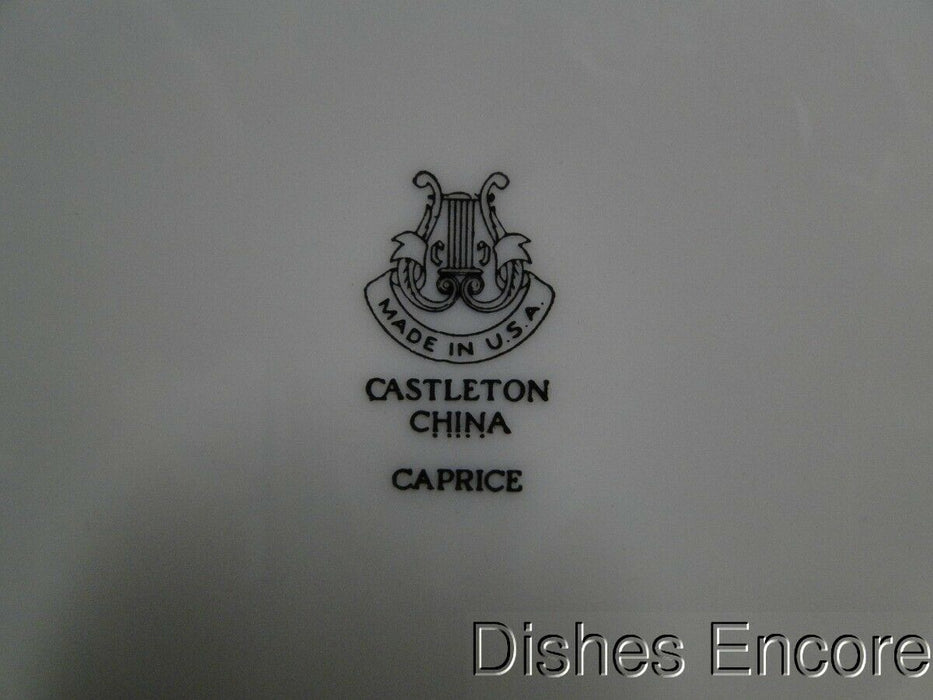 MADE IN U.S.A.
CASTLETON
CHINA
CAPRICE
Dishes Encore